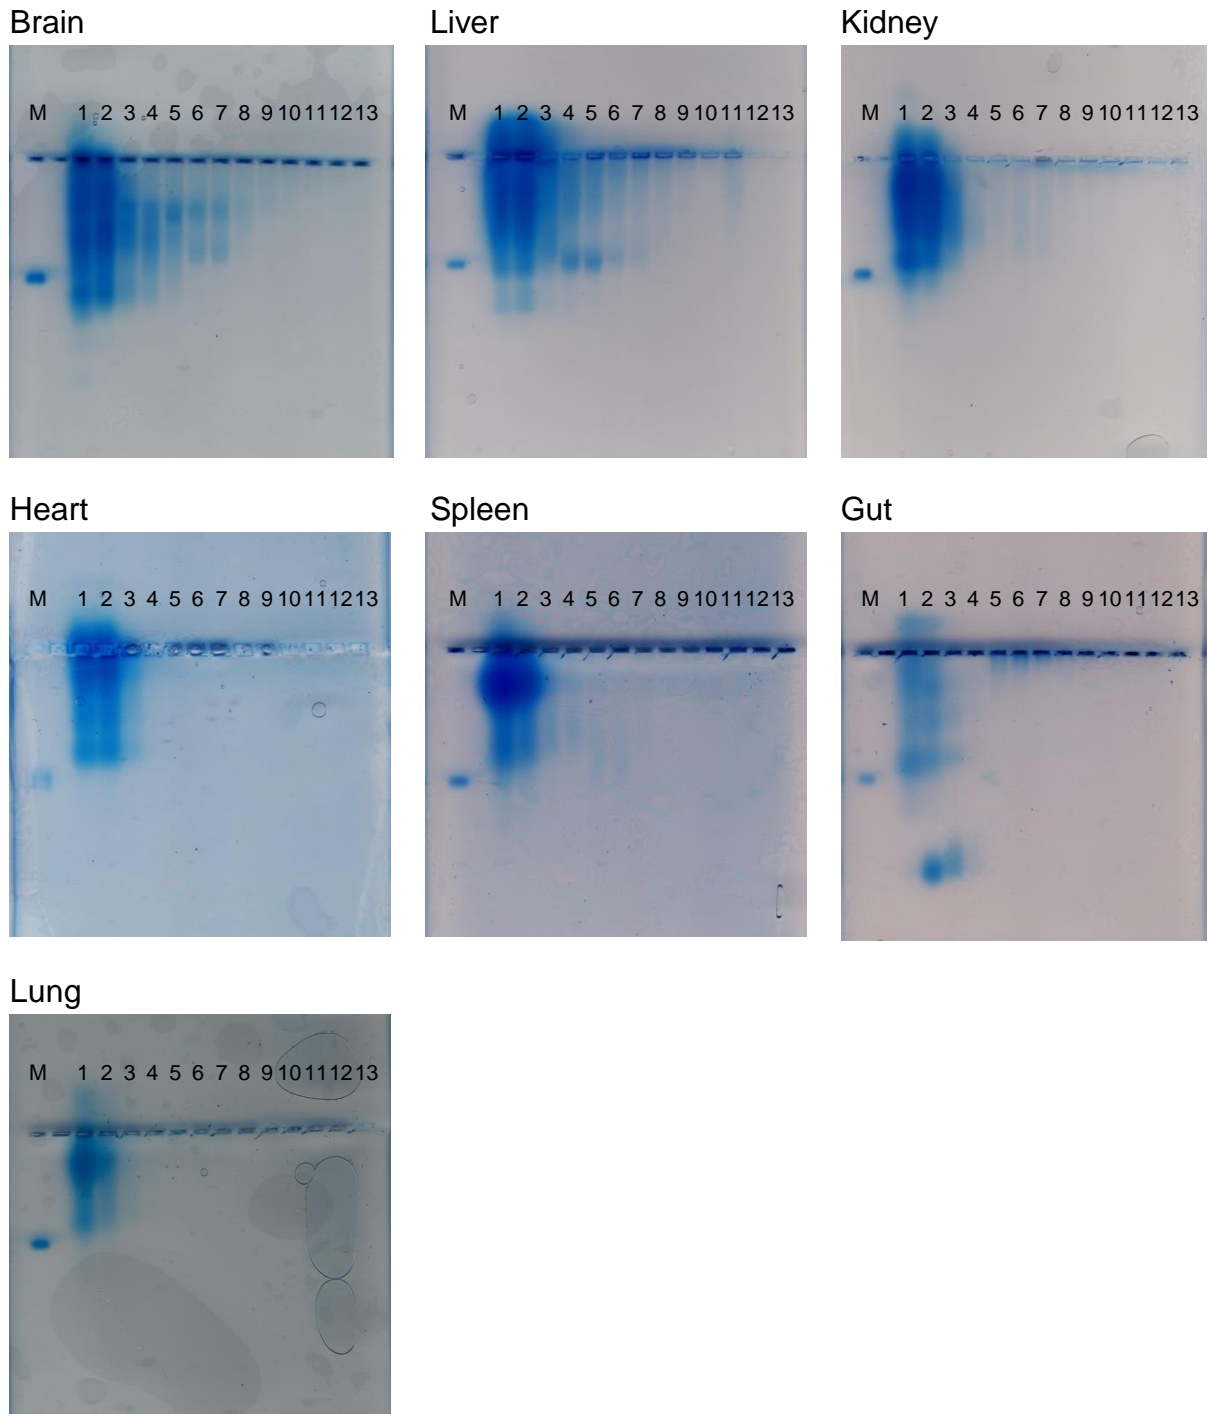 Brain Liver Kidney
M 1 2 3 4 5 6 7 8 9 10 11 12 13 M 1 2 3 4 5 6 7 8 9 10 11 12 13 M 1 2 3 4 5 6 7 8 9 10 11 12 13
Heart Spleen Gut
M 1 2 3 4 5 6 7 8 9 10 11 12 13 M 1 2 3 4 5 6 7 8 9 10 11 12 13 M 1 2 3 4 5 6 7 8 9 10 11 12 13
Lung
M 1 2 3 4 5 6 7 8 9 10 11 12 13